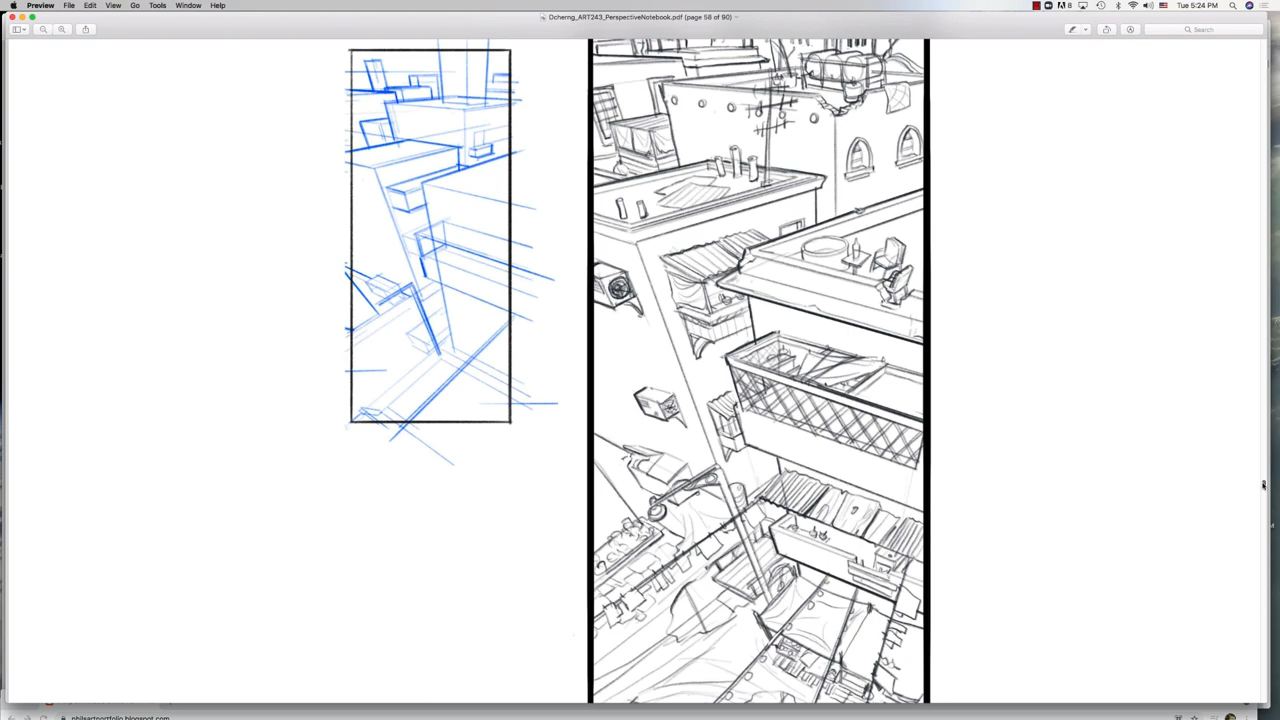 Preview File Edit View Go Tools Window Help
8
Tue 5:24 PM
Dcherng_ART243_PerspectiveNotebook.pdf (page 58 of 90)
Search
philsartportfolio.blogspot.com